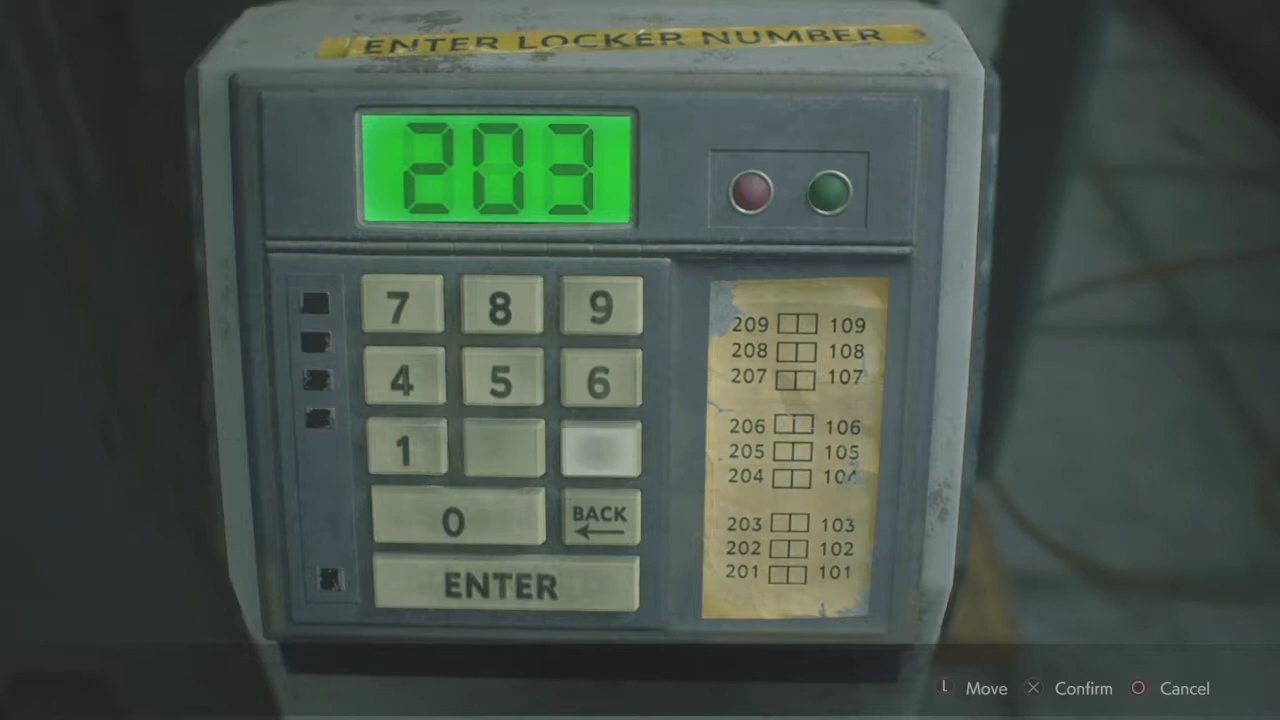 ENTER LOCKER NUMBER
203
7 8 9
4 5 6
1
0 BACK
ENTER
209 109
208 108
207 107
206 106
205 105
204 104
203 103
202 102
201 101
L Move X Confirm O Cancel